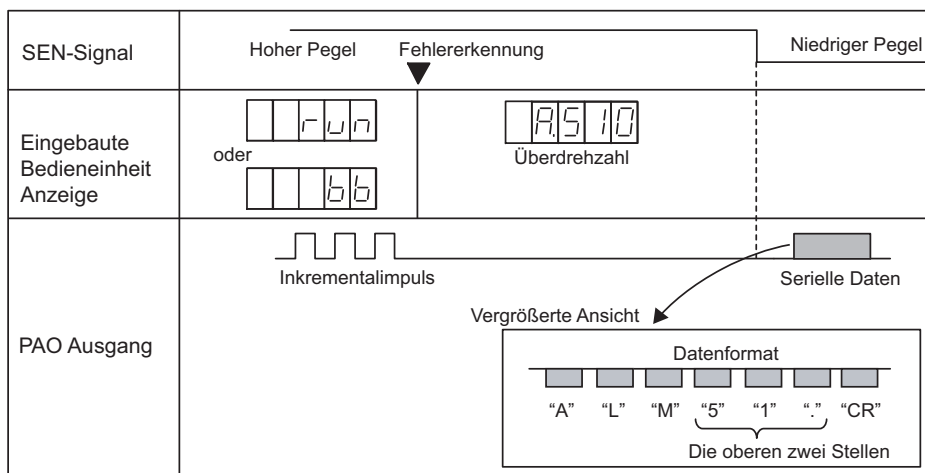 SEN-Signal
Hoher Pegel
Fehlererkennung
Niedriger Pegel
Eingebaute
Bedieneinheit
Anzeige
run
oder
bb
A.510
Überdrehzahl
PAO Ausgang
Inkrementalimpuls
Serielle Daten
Vergrößerte Ansicht
Datenformat
“A” “L” “M” “5” “1” “.” “CR”
Die oberen zwei Stellen